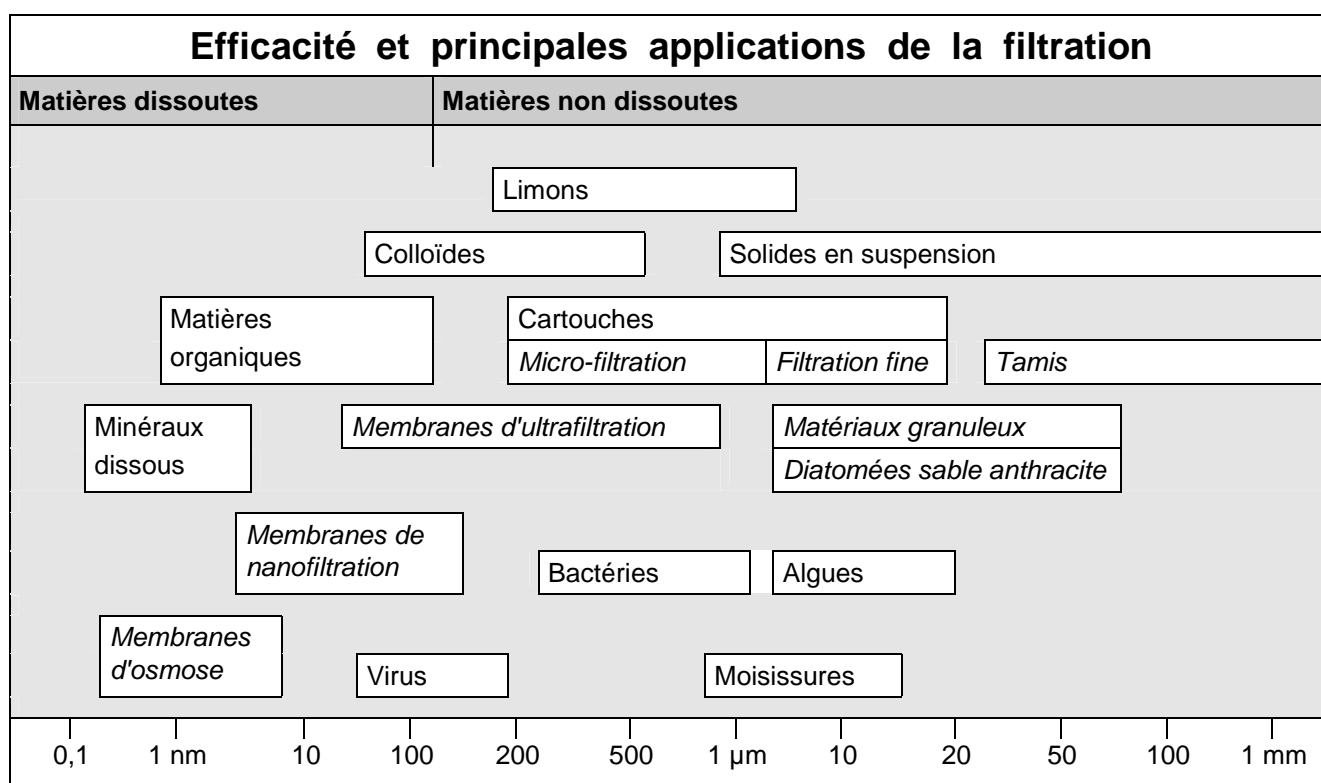 Efficacité et principales applications de la filtration
Matières dissoutes
Matières non dissoutes
Limons
Colloïdes
Solides en suspension
Matières
organiques
Cartouches
Micro-filtration
Filtration fine
Tamis
Minéraux
dissous
Membranes d'ultrafiltration
Matériaux granuleux
Diatomées sable anthracite
Membranes de
nanofiltration
Bactéries
Algues
Membranes
d'osmose
Virus
Moisissures
0,1 1 nm 10 100 200 500 1 µm 10 20 50 100 1 mm